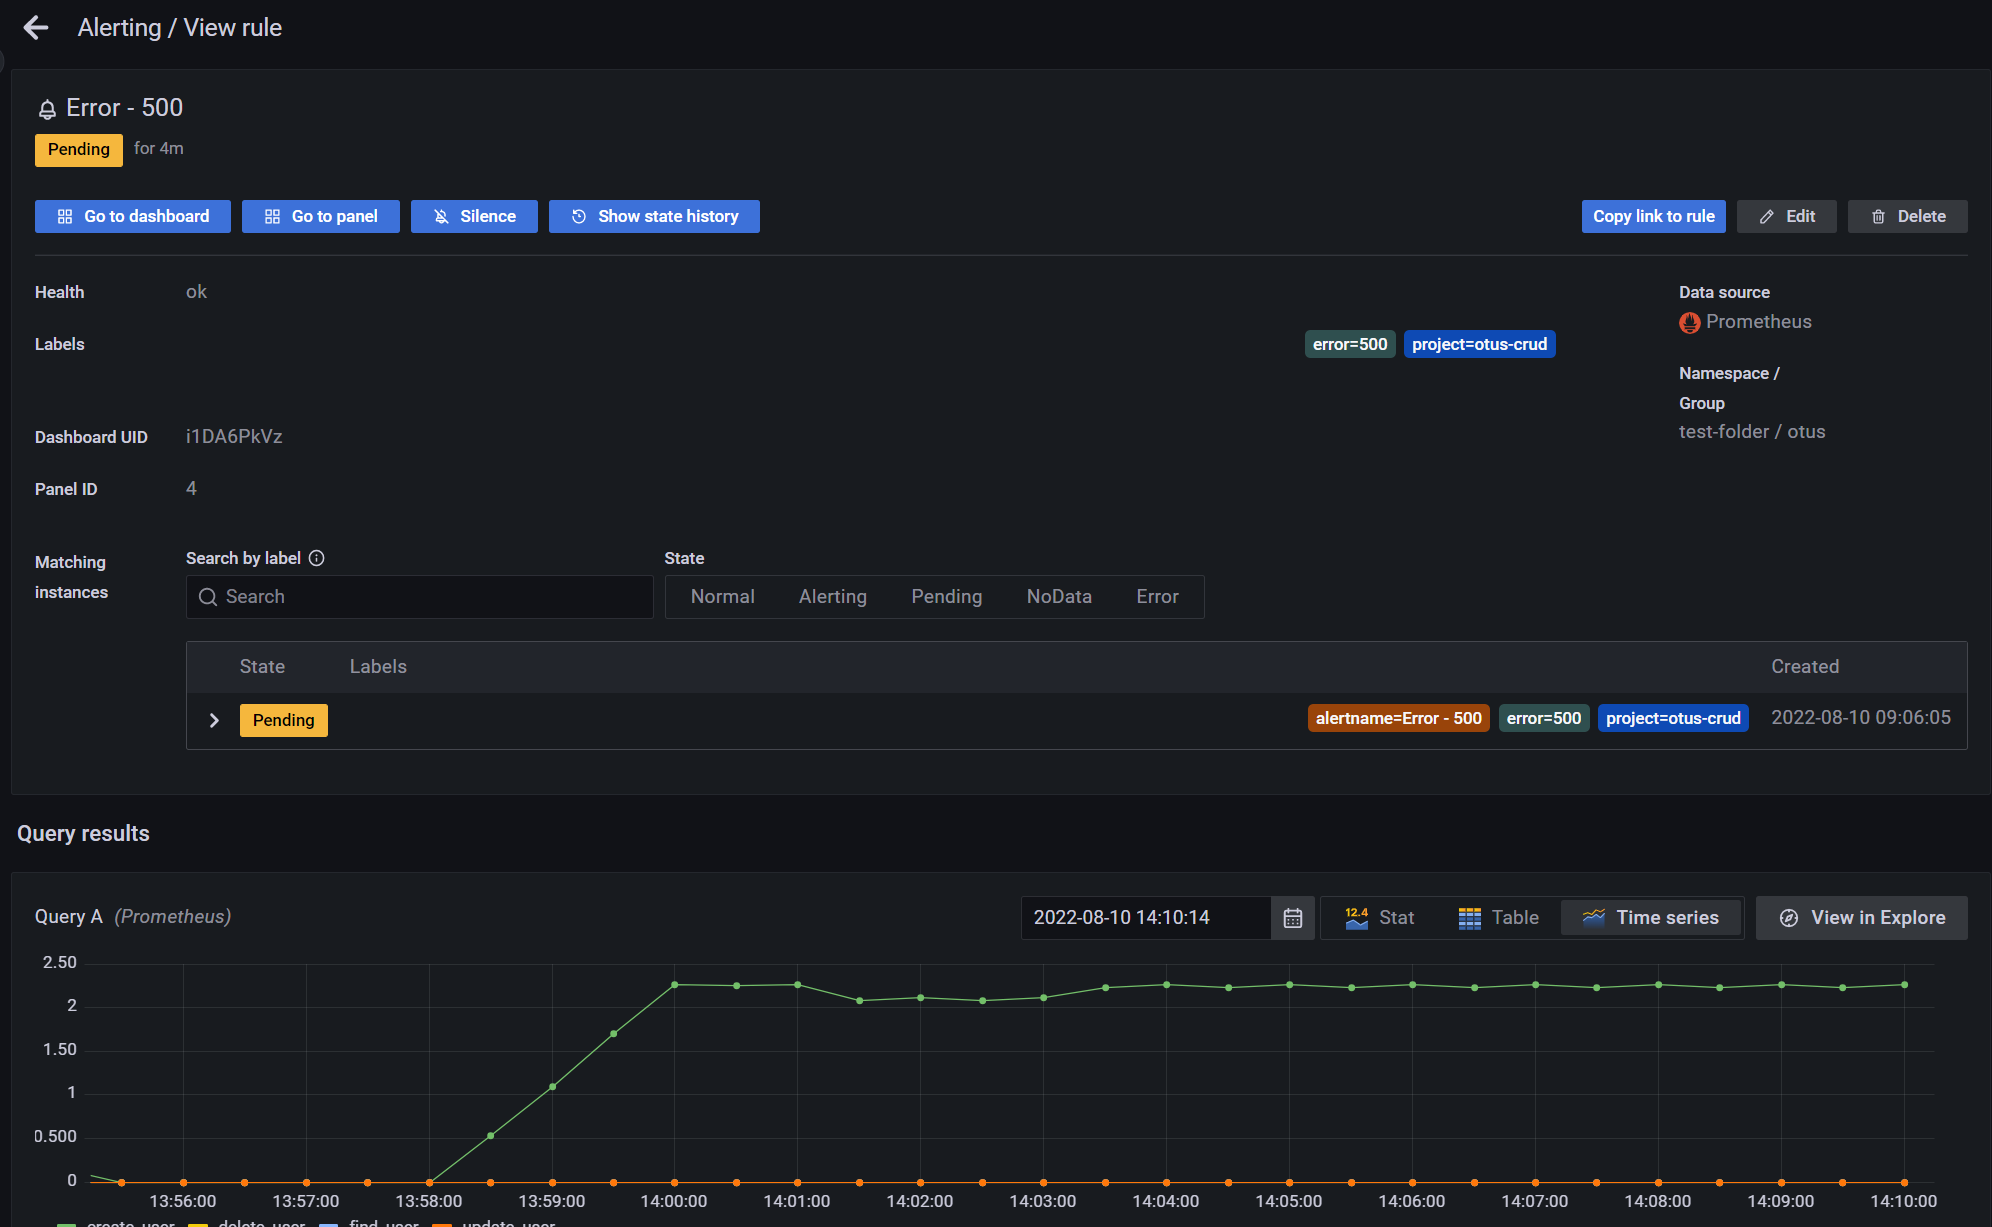 Alerting / View rule
Error - 500
Pending for 4m
Go to dashboard Go to panel Silence Show state history Copy link to rule Edit Delete
Health ok
Data source
Prometheus
Labels error=500 project=otus-crud
Namespace /
Group
test-folder / otus
Dashboard UID i1DA6PkVz
Panel ID 4
Matching
instances
Search by label State
Search Normal Alerting Pending NoData Error
State Labels Created
Pending alertname=Error - 500 error=500 project=otus-crud 2022-08-10 09:06:05
Query results
Query A (Prometheus) 2022-08-10 14:10:14 12.4 Stat Table Time series View in Explore
2.50
2
1.50
1
0.500
0
13:56:00 13:57:00 13:58:00 13:59:00 14:00:00 14:01:00 14:02:00 14:03:00 14:04:00 14:05:00 14:06:00 14:07:00 14:08:00 14:09:00 14:10:00
create_user delete_user find_user update_user